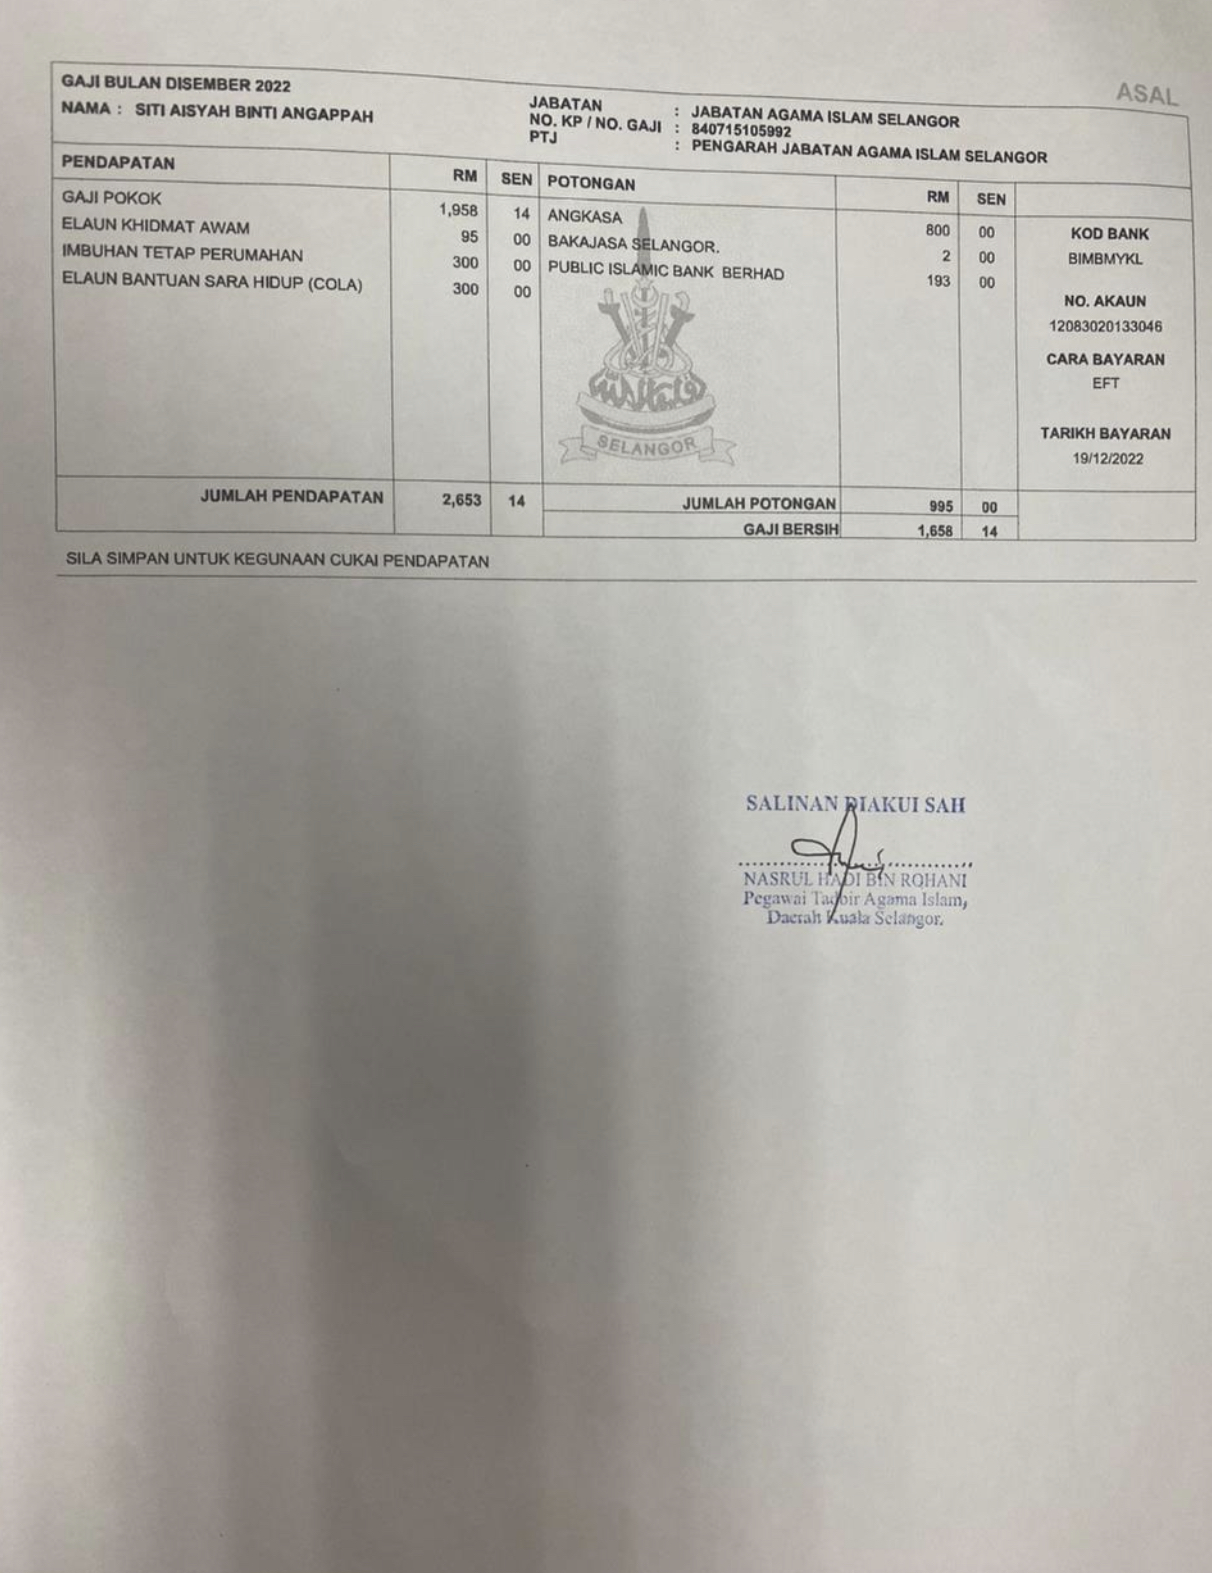 ASAL
GAJI BULAN DISEMBER 2022
NAMA : SITI AISYAH BINTI ANGAPPAH
JABATAN : JABATAN AGAMA ISLAM SELANGOR
NO. KP / NO. GAJI : 840715105992
PTJ : PENGARAH JABATAN AGAMA ISLAM SELANGOR
PENDAPATAN RM SEN POTONGAN RM SEN
GAJI POKOK 1,958 14 ANGKASA 800 00
ELAUN KHIDMAT AWAM 95 00 BAKAJASA SELANGOR. 2 00
IMBUHAN TETAP PERUMAHAN 300 00 PUBLIC ISLAMIC BANK BERHAD 193 00
ELAUN BANTUAN SARA HIDUP (COLA) 300 00
KOD BANK
BIMBMYKL
NO. AKAUN
12083020133046
CARA BAYARAN
EFT
TARIKH BAYARAN
19/12/2022
SELANGOR
JUMLAH PENDAPATAN 2,653 14 JUMLAH POTONGAN 995 00
GAJI BERSIH 1,658 14
SILA SIMPAN UNTUK KEGUNAAN CUKAI PENDAPATAN
SALINAN DIAKUI SAH
NASRUL HADI BIN ROHANI
Pegawai Tadbir Agama Islam,
Daerah Kuala Selangor.